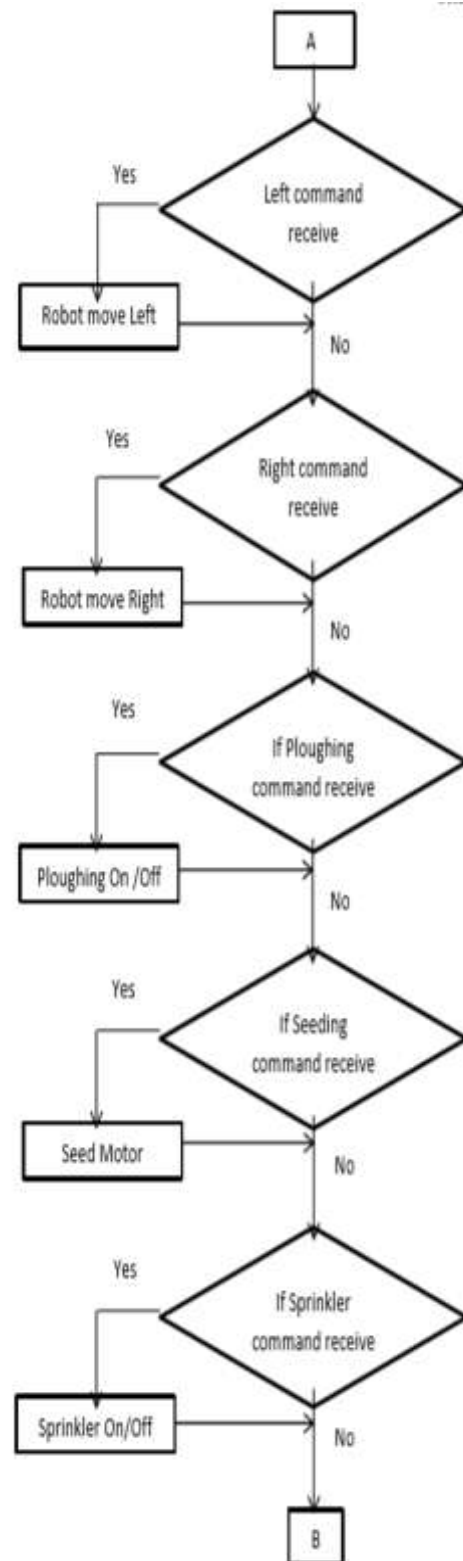 A
Yes
Left command
receive
Robot move Left
No
Yes
Right command
receive
Robot move Right
No
Yes
If Ploughing
command receive
Ploughing On /Off
No
Yes
If Seeding
command receive
Seed Motor
No
Yes
If Sprinkler
command receive
Sprinkler On/Off
No
B